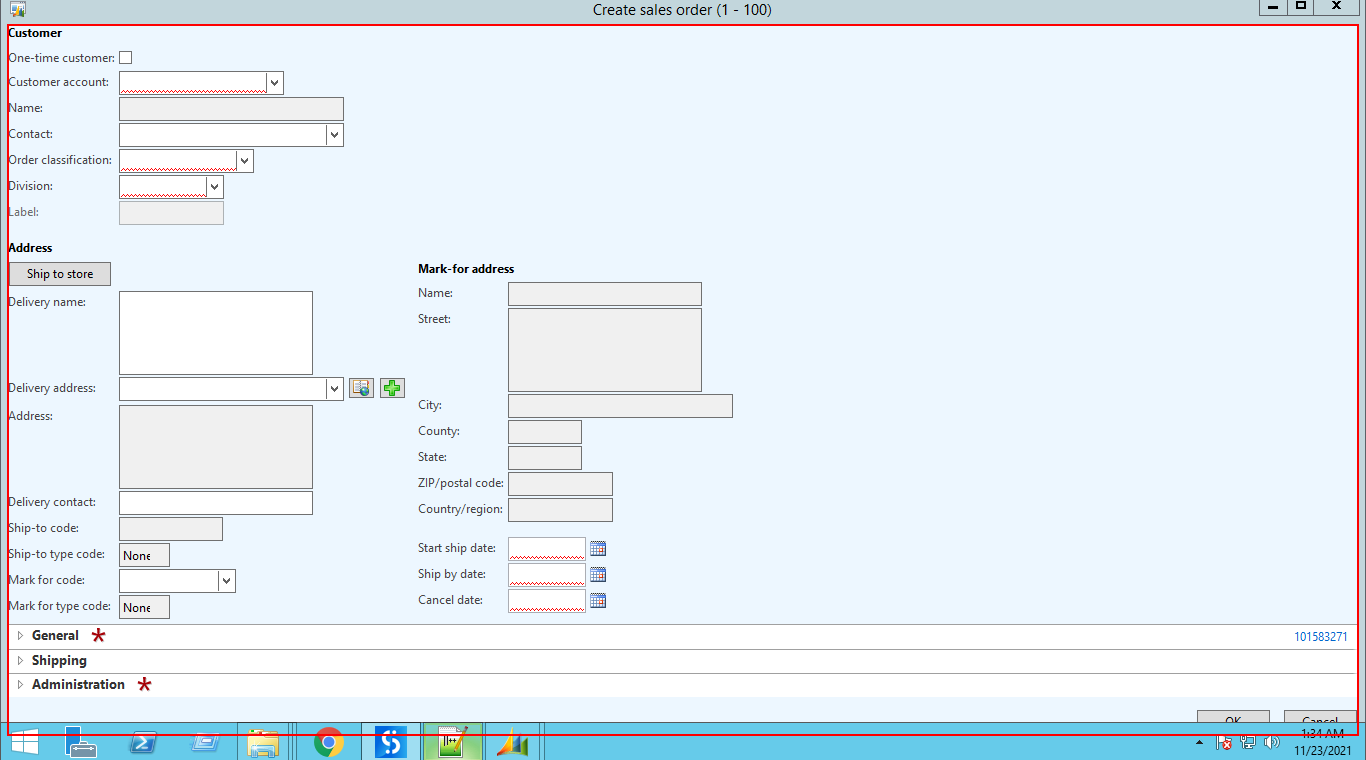 Create sales order (1 - 100)
Customer
One-time customer:
Customer account:
Name:
Contact:
Order classification:
Division:
Label:
Address
Ship to store
Delivery name:
Delivery address:
Address:
Delivery contact:
Ship-to code:
Ship-to type code: None
Mark for code:
Mark for type code: None
Mark-for address
Name:
Street:
City:
County:
State:
ZIP/postal code:
Country/region:
Start ship date:
Ship by date:
Cancel date:
General 101583271
Shipping
Administration
OK Cancel
1:34 AM
11/23/2021